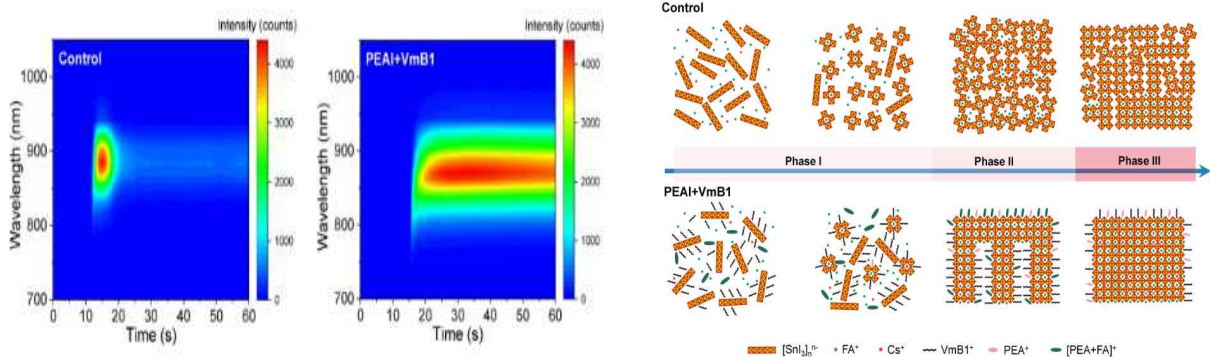 Intensity (counts)
Control
Wavelength (nm)
1000
900
800
700
0 10 20 30 40 50 60
Time (s)
4000
3000
2000
1000
0
Intensity (counts)
PEAI+VmB1
Wavelength (nm)
1000
900
800
700
0 10 20 30 40 50 60
Time (s)
4000
3000
2000
1000
0
Control
Phase I Phase II Phase III
PEAI+VmB1
[SnI₃]ₙⁿ⁻ FA⁺ Cs⁺ VmB1⁺ PEA⁺ [PEA+FA]⁺